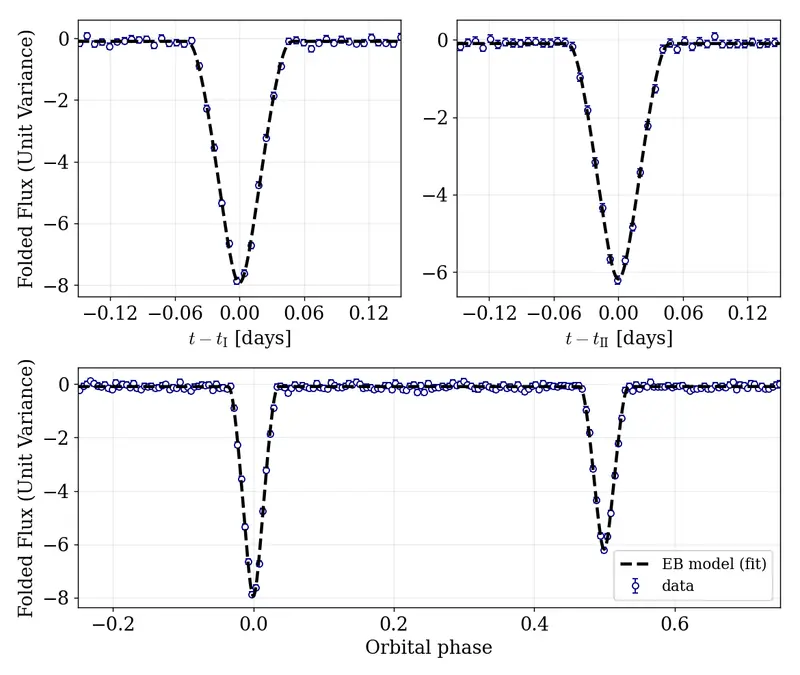 Folded Flux (Unit Variance)
0
−2
−4
−6
−8
−0.12 −0.06 0.00 0.06 0.12
t − tI [days]
0
−2
−4
−6
−0.12 −0.06 0.00 0.06 0.12
t − tII [days]
Folded Flux (Unit Variance)
0
−2
−4
−6
−8
−0.2 0.0 0.2 0.4 0.6
Orbital phase
EB model (fit)
data